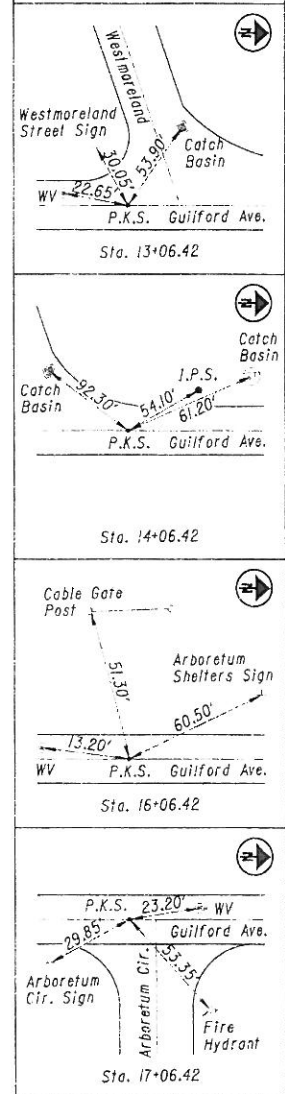 N
Westmoreland
Westmoreland
Street Sign
30.05'
53.90'
Catch
Basin
WV
22.65'
P.K.S. Guilford Ave.
Sta. 13+06.42
N
Catch
Basin
I.P.S.
Catch
Basin
92.30'
54.10'
61.20'
P.K.S. Guilford Ave.
Sta. 14+06.42
N
Cable Gate
Post
51.30'
Arboretum
Shelters Sign
60.50'
13.20'
WV P.K.S. Guilford Ave.
Sta. 16+06.42
N
P.K.S. 23.20' WV
Guilford Ave.
29.85'
53.35'
Arboretum
Cir. Sign
Arboretum Cir.
Fire
Hydrant
Sta. 17+06.42